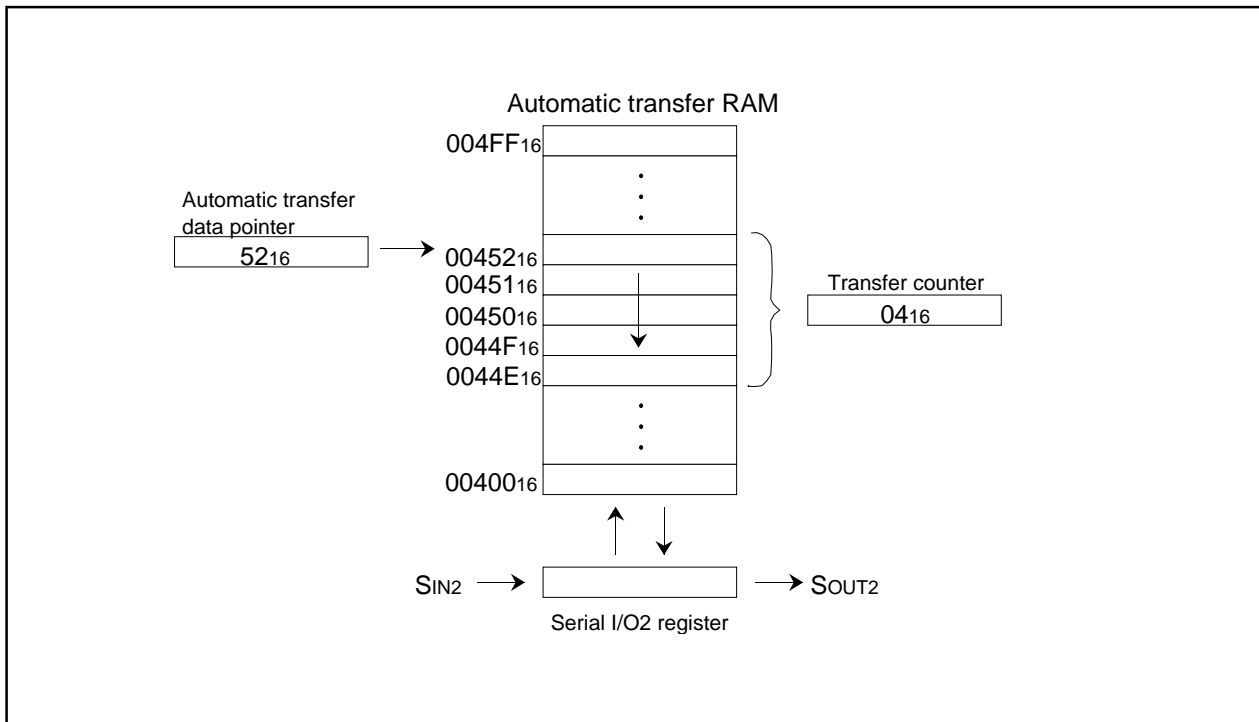 Automatic transfer RAM
004FF16
Automatic transfer
data pointer
5216
0045216
0045116
0045016
0044F16
0044E16
Transfer counter
0416
0040016
SIN2
SOUT2
Serial I/O2 register